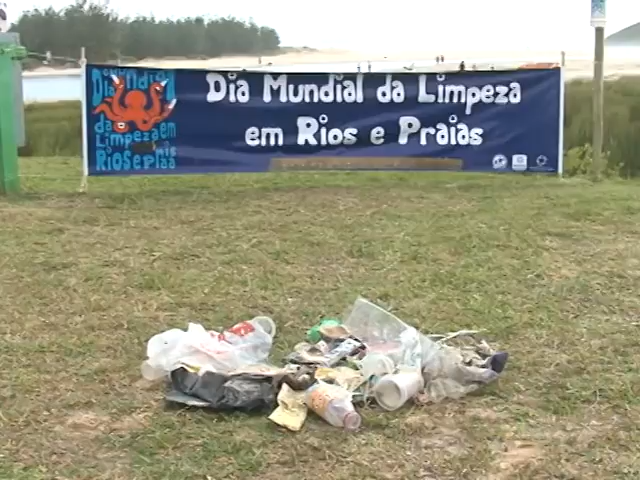 Dia Mundial da Limpeza
em Rios e Praias
Dia Mundial
da
Limpeza em
Rios e praias